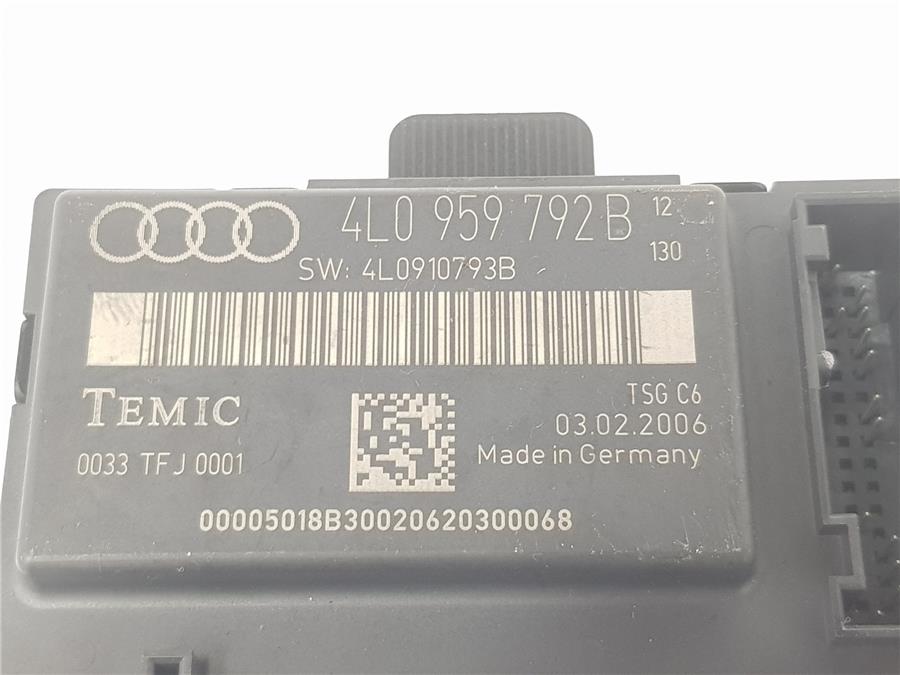 4L0 959 792 B 12
130
SW: 4L0910793B
TEMIC
TSG C6
03.02.2006
0033 TFJ 0001
Made in Germany
00005018B30020620300068